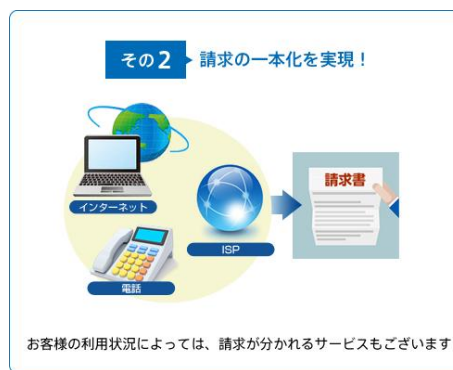 その2 請求の一本化を実現！
インターネット
ISP
電話
請求書
お客様の利用状況によっては、請求が分かれるサービスもございます